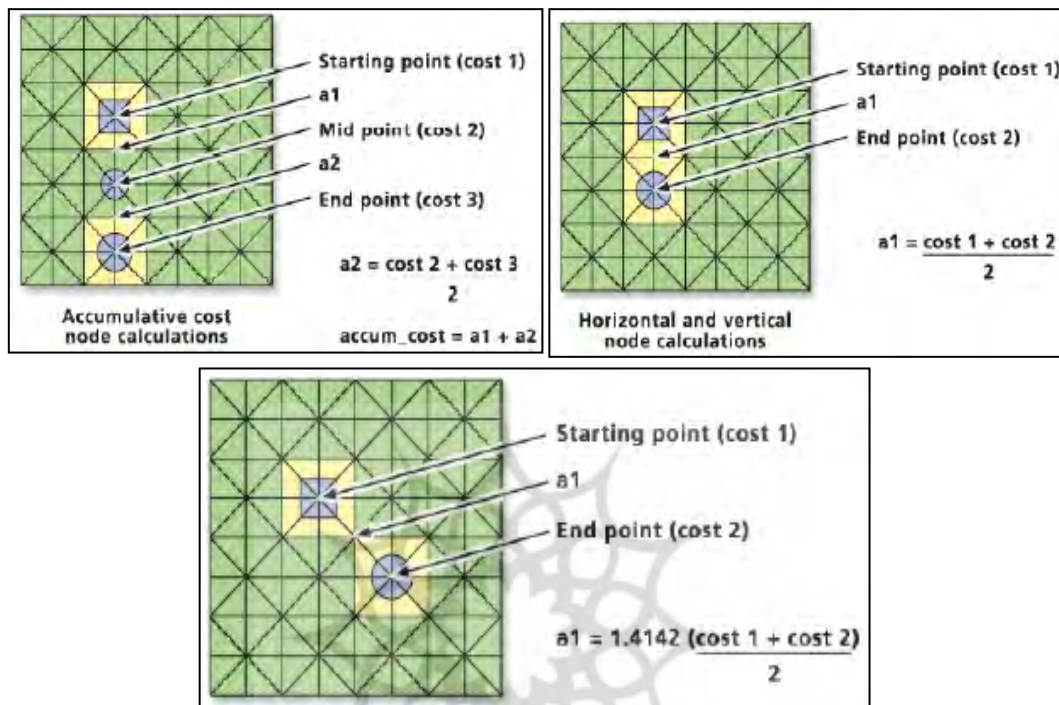 Starting point (cost 1)
a1
Mid point (cost 2)
a2
End point (cost 3)
a2 = cost 2 + cost 3
2
accum_cost = a1 + a2
Accumulative cost
node calculations
Starting point (cost 1)
a1
End point (cost 2)
a1 = cost 1 + cost 2
2
Horizontal and vertical
node calculations
Starting point (cost 1)
a1
End point (cost 2)
a1 = 1.4142 (cost 1 + cost 2)
2